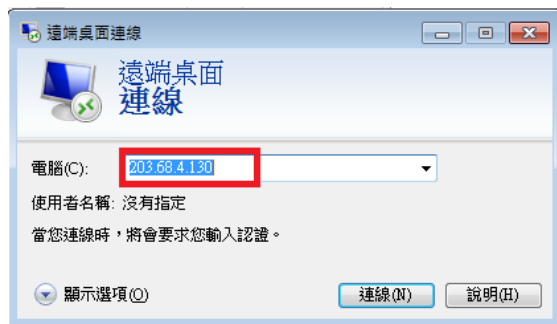 遠端桌面連線
遠端桌面
連線
電腦(C): 203.68.4.130
使用者名稱: 沒有指定
當您連線時，將會要求您輸入認證。
顯示選項(O) 連線(N) 說明(H)